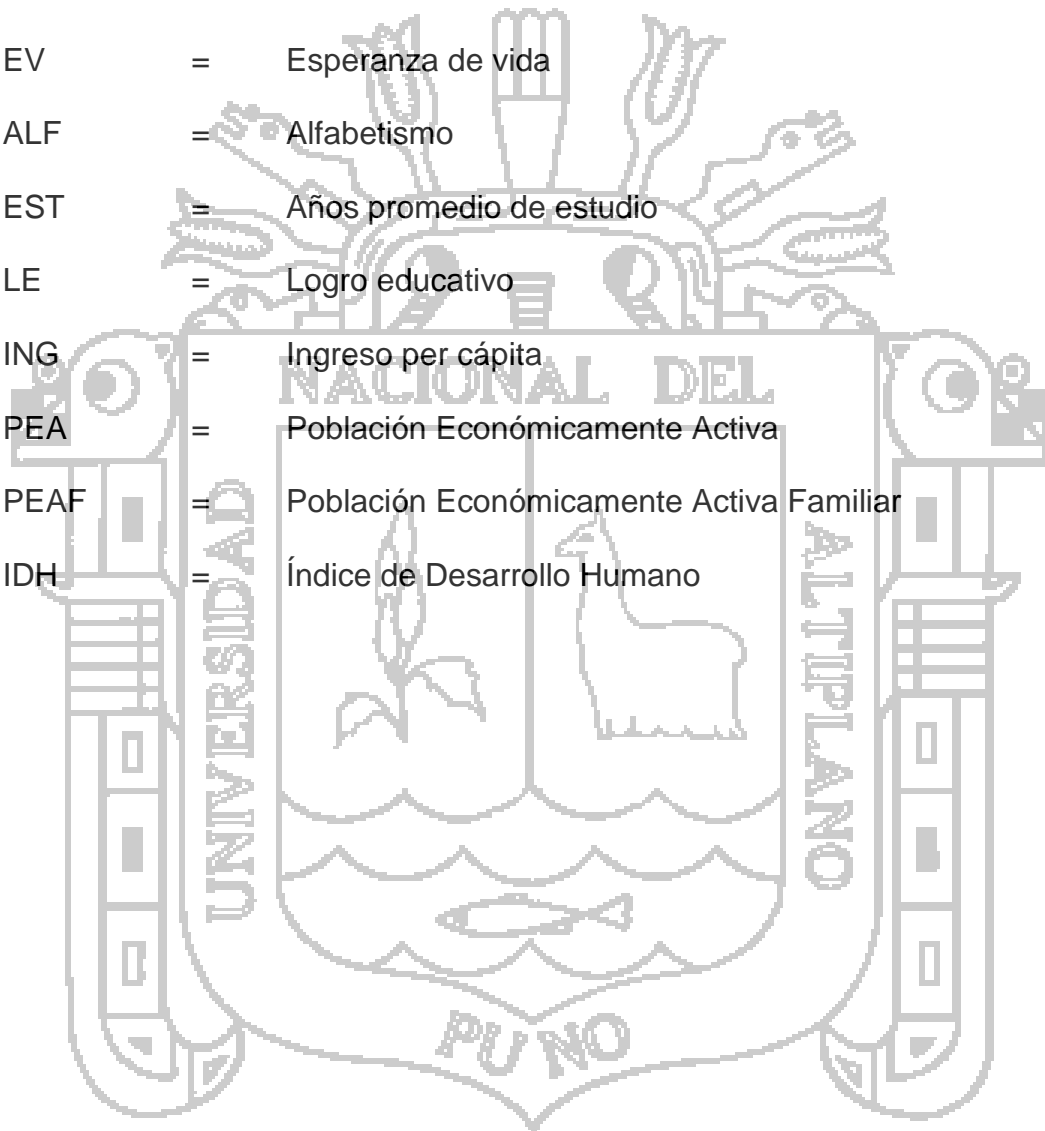 EV = Esperanza de vida
ALF = Alfabetismo
EST = Años promedio de estudio
LE = Logro educativo
ING = Ingreso per cápita
PEA = Población Económicamente Activa
PEAF = Población Económicamente Activa Familiar
IDH = Índice de Desarrollo Humano
NACIONAL DEL
UNIVERSIDAD
ALTIPLANO
PUNO